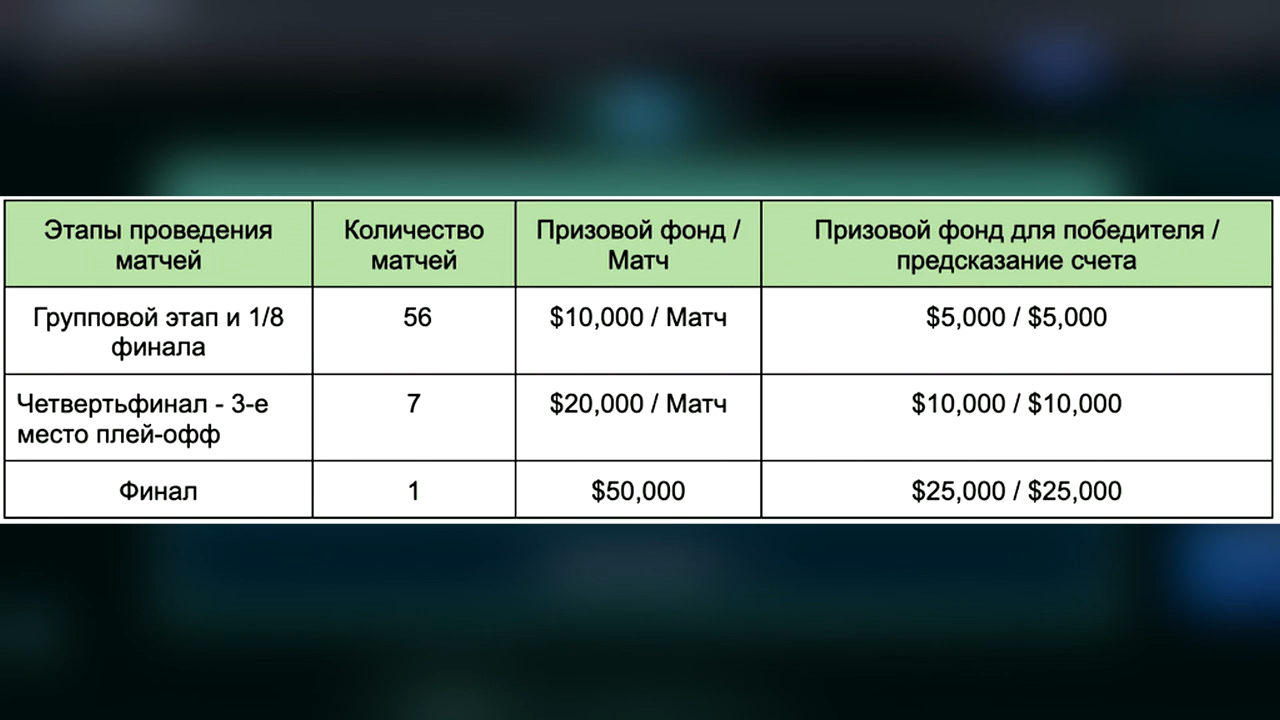 Этапы проведения
матчей
Количество
матчей
Призовой фонд /
Матч
Призовой фонд для победителя /
предсказание счета
Групповой этап и 1/8
финала
56
$10,000 / Матч
$5,000 / $5,000
Четвертьфинал - 3-е
место плей-офф
7
$20,000 / Матч
$10,000 / $10,000
Финал
1
$50,000
$25,000 / $25,000